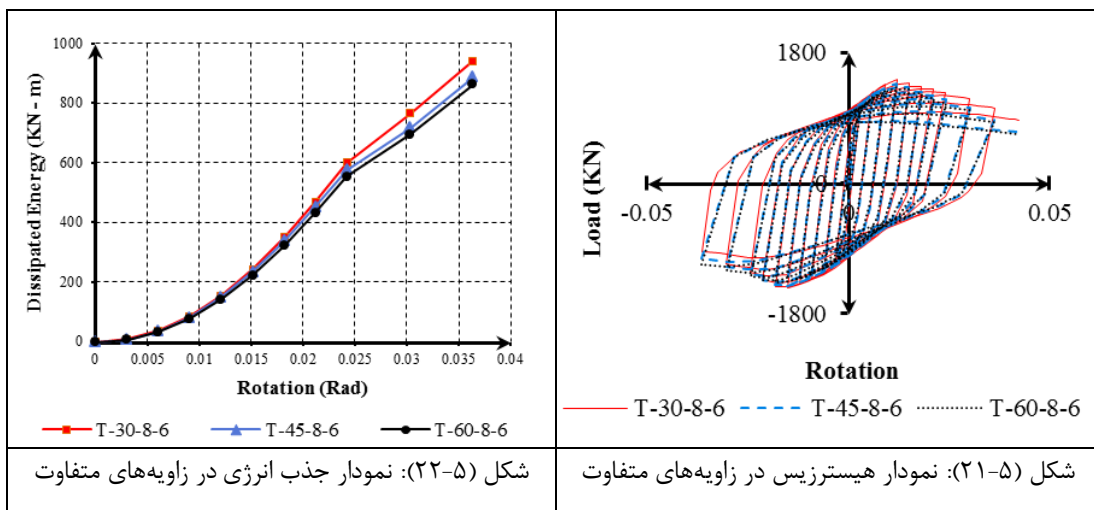 1000
800
600
400
200
0
Dissipated Energy (KN - m)
0 0.005 0.01 0.015 0.02 0.025 0.03 0.035 0.04
Rotation (Rad)
T-30-8-6 T-45-8-6 T-60-8-6
شکل (۵-۲۲): نمودار جذب انرژی در زاویه‌های متفاوت
1800
0
-0.05 0 0.05
-1800
Load (KN)
Rotation
T-30-8-6 T-45-8-6 T-60-8-6
شکل (۵-۲۱): نمودار هیسترزیس در زاویه‌های متفاوت